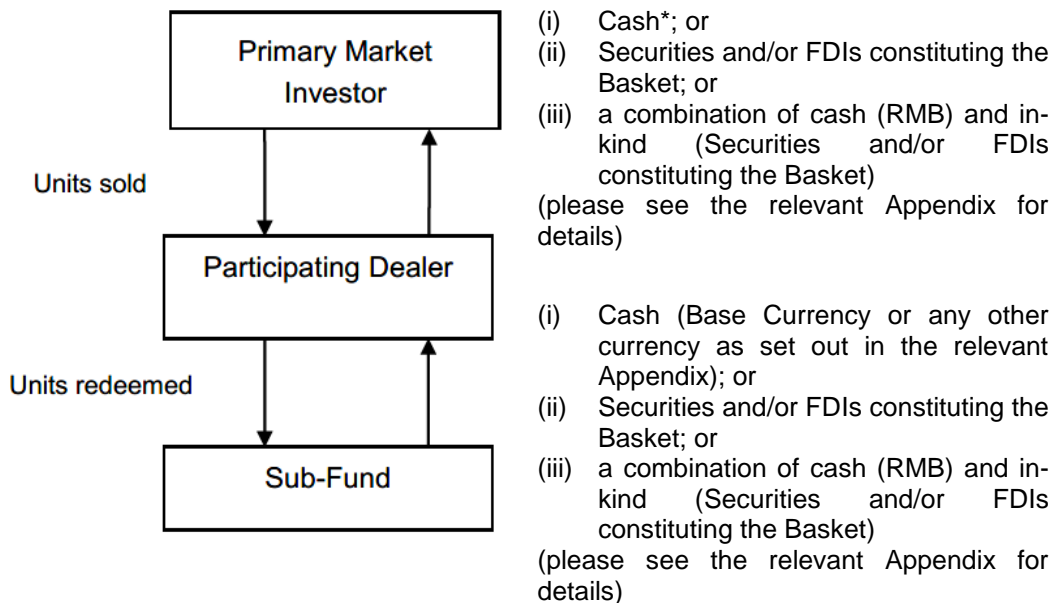 Primary Market
Investor
Units sold
Participating Dealer
Units redeemed
Sub-Fund
(i) Cash*; or
(ii) Securities and/or FDIs constituting the
Basket; or
(iii) a combination of cash (RMB) and in-
kind (Securities and/or FDIs
constituting the Basket)
(please see the relevant Appendix for
details)
(i) Cash (Base Currency or any other
currency as set out in the relevant
Appendix); or
(ii) Securities and/or FDIs constituting the
Basket; or
(iii) a combination of cash (RMB) and in-
kind (Securities and/or FDIs
constituting the Basket)
(please see the relevant Appendix for
details)